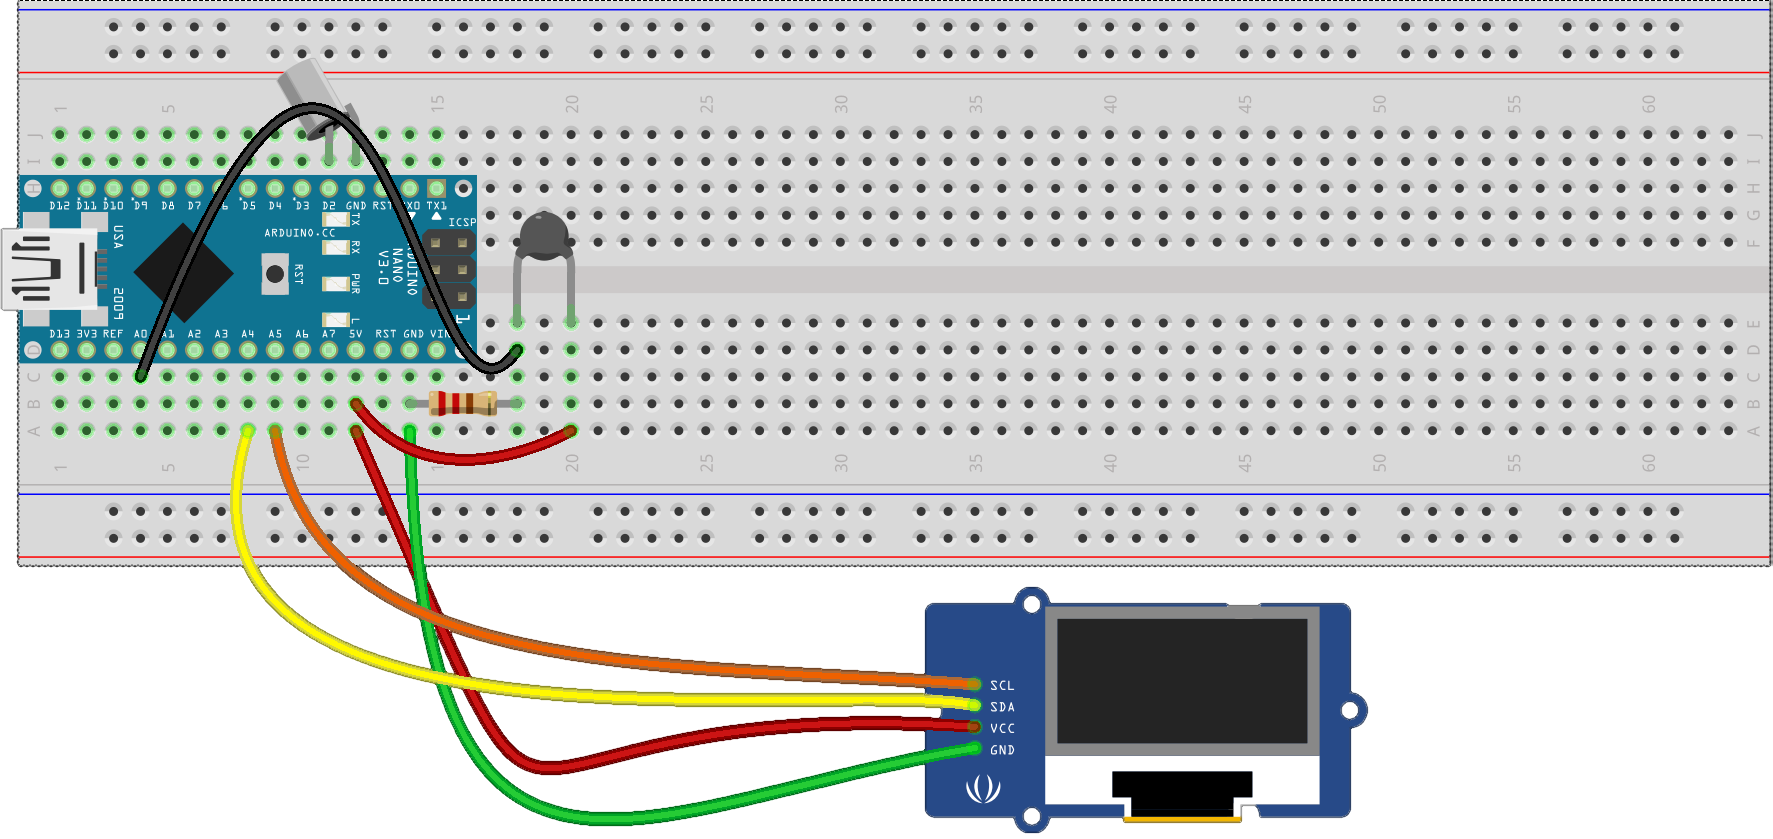 1 5 15 20 25 30 35 40 45 50 55 60
J J
I I
H H
D12 D11 D10 D9 D8 D7 6 D5 D4 D3 D2 GND RST X0 TX1
G G
ICSP
TX
ARDUINO.CC
USA
RX
F F
RST
ARDUINO
NANO
V3.0
PWR
2009
L
1
E E
D13 3V3 REF A0 A1 A2 A3 A4 A5 A6 A7 5V RST GND VIN
D D
C C
B B
A A
1 5 10 1 20 25 30 35 40 45 50 55 60
SCL
SDA
VCC
GND